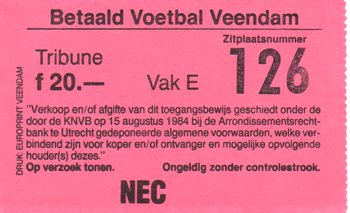 Betaald Voetbal Veendam
Zitplaatsnummer
Tribune
f 20.— Vak E 126
"Verkoop en/of afgifte van dit toegangsbewijs geschiedt onder de
door de KNVB op 15 augustus 1984 bij de Arrondissementsrecht-
bank te Utrecht gedeponeerde algemene voorwaarden, welke ver-
bindend zijn voor koper en/of ontvanger en mogelijke opvolgende
houder(s) dezes."
Op verzoek tonen. Ongeldig zonder controlestrook.
NEC
DRUK: EUROPRINT VEENDAM